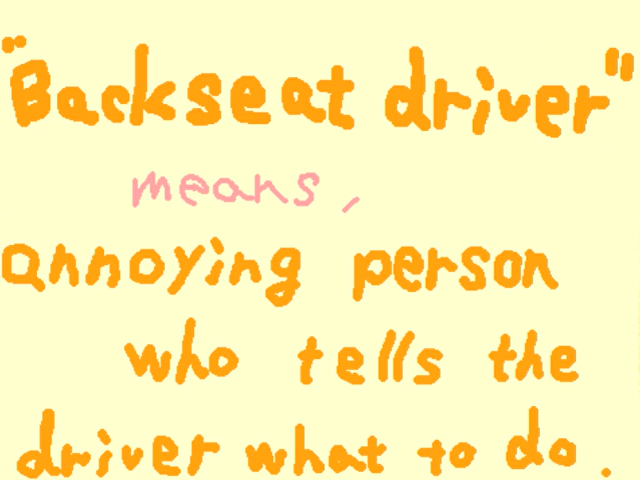 "Backseat driver"
means,
annoying person
who tells the
driver what to do.